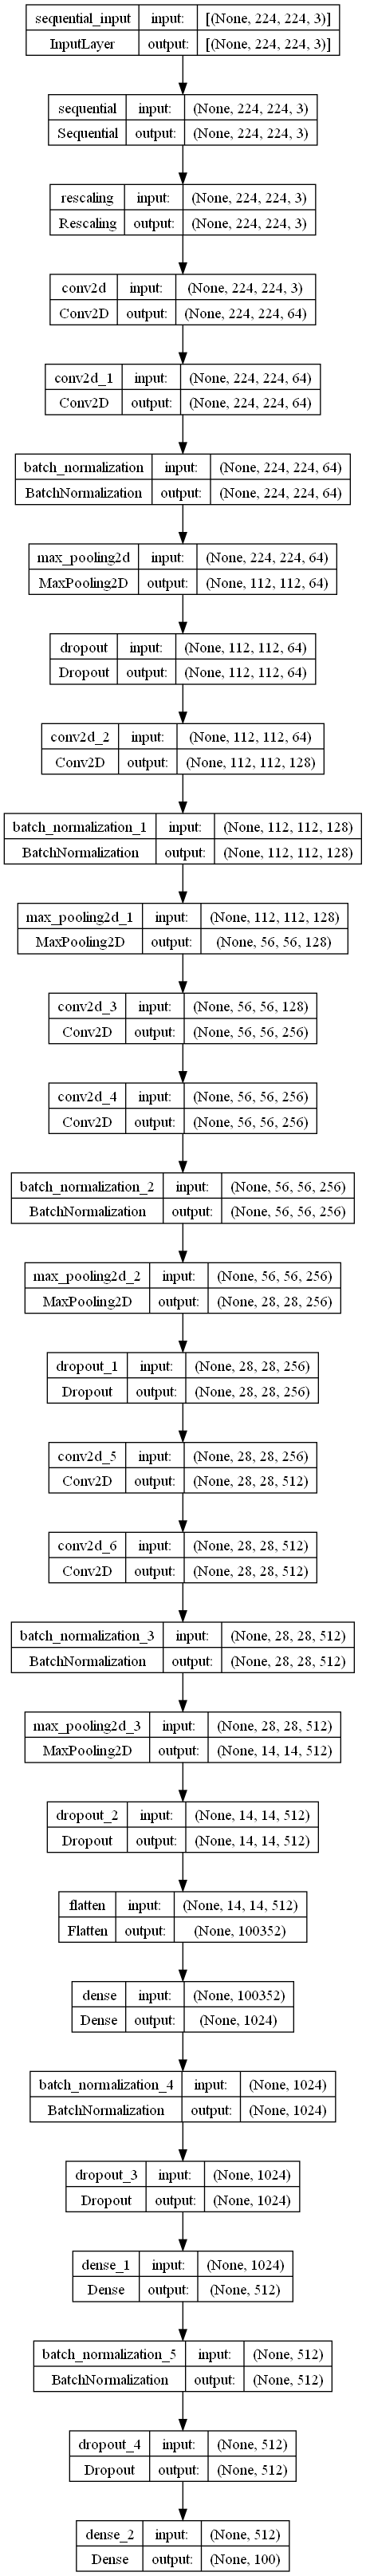 sequential_input input: [(None, 224, 224, 3)]
InputLayer output: [(None, 224, 224, 3)]
sequential input: (None, 224, 224, 3)
Sequential output: (None, 224, 224, 3)
rescaling input: (None, 224, 224, 3)
Rescaling output: (None, 224, 224, 3)
conv2d input: (None, 224, 224, 3)
Conv2D output: (None, 224, 224, 64)
conv2d_1 input: (None, 224, 224, 64)
Conv2D output: (None, 224, 224, 64)
batch_normalization input: (None, 224, 224, 64)
BatchNormalization output: (None, 224, 224, 64)
max_pooling2d input: (None, 224, 224, 64)
MaxPooling2D output: (None, 112, 112, 64)
dropout input: (None, 112, 112, 64)
Dropout output: (None, 112, 112, 64)
conv2d_2 input: (None, 112, 112, 64)
Conv2D output: (None, 112, 112, 128)
batch_normalization_1 input: (None, 112, 112, 128)
BatchNormalization output: (None, 112, 112, 128)
max_pooling2d_1 input: (None, 112, 112, 128)
MaxPooling2D output: (None, 56, 56, 128)
conv2d_3 input: (None, 56, 56, 128)
Conv2D output: (None, 56, 56, 256)
conv2d_4 input: (None, 56, 56, 256)
Conv2D output: (None, 56, 56, 256)
batch_normalization_2 input: (None, 56, 56, 256)
BatchNormalization output: (None, 56, 56, 256)
max_pooling2d_2 input: (None, 56, 56, 256)
MaxPooling2D output: (None, 28, 28, 256)
dropout_1 input: (None, 28, 28, 256)
Dropout output: (None, 28, 28, 256)
conv2d_5 input: (None, 28, 28, 256)
Conv2D output: (None, 28, 28, 512)
conv2d_6 input: (None, 28, 28, 512)
Conv2D output: (None, 28, 28, 512)
batch_normalization_3 input: (None, 28, 28, 512)
BatchNormalization output: (None, 28, 28, 512)
max_pooling2d_3 input: (None, 28, 28, 512)
MaxPooling2D output: (None, 14, 14, 512)
dropout_2 input: (None, 14, 14, 512)
Dropout output: (None, 14, 14, 512)
flatten input: (None, 14, 14, 512)
Flatten output: (None, 100352)
dense input: (None, 100352)
Dense output: (None, 1024)
batch_normalization_4 input: (None, 1024)
BatchNormalization output: (None, 1024)
dropout_3 input: (None, 1024)
Dropout output: (None, 1024)
dense_1 input: (None, 1024)
Dense output: (None, 512)
batch_normalization_5 input: (None, 512)
BatchNormalization output: (None, 512)
dropout_4 input: (None, 512)
Dropout output: (None, 512)
dense_2 input: (None, 512)
Dense output: (None, 100)